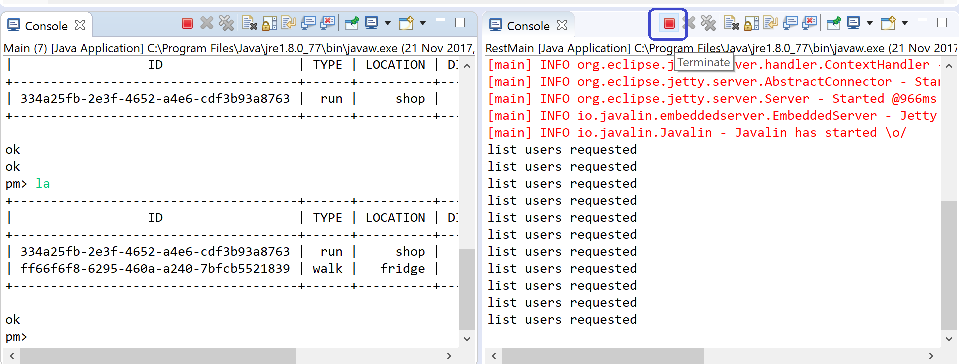 Console
Main (7) [Java Application] C:\Program Files\Java\jre1.8.0_77\bin\javaw.exe (21 Nov 2017,
| ID | TYPE | LOCATION | DI
+------------------------------------+------+----------+---
| 334a25fb-2e3f-4652-a4e6-cdf3b93a8763 | run | shop |
+------------------------------------+------+----------+---
ok
ok
pm> la
+------------------------------------+------+----------+---
| ID | TYPE | LOCATION | DI
+------------------------------------+------+----------+---
| 334a25fb-2e3f-4652-a4e6-cdf3b93a8763 | run | shop |
| ff66f6f8-6295-460a-a240-7bfcb5521839 | walk | fridge |
+------------------------------------+------+----------+---
ok
pm>
Console
RestMain [Java Application] C:\Program Files\Java\jre1.8.0_77\bin\javaw.exe (21 Nov 2017,
Terminate
[main] INFO org.eclipse.jetty.server.handler.ContextHandler -
[main] INFO org.eclipse.jetty.server.AbstractConnector - Star
[main] INFO org.eclipse.jetty.server.Server - Started @966ms
[main] INFO io.javalin.embeddedserver.EmbeddedServer - Jetty
[main] INFO io.javalin.Javalin - Javalin has started \o/
list users requested
list users requested
list users requested
list users requested
list users requested
list users requested
list users requested
list users requested
list users requested
list users requested
list users requested